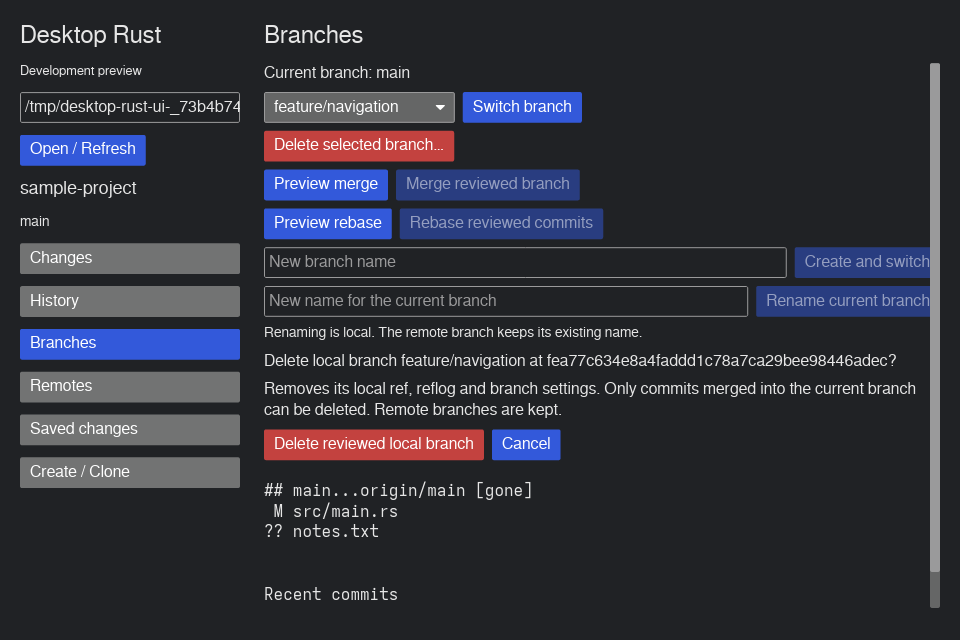 Desktop Rust
Development preview
/tmp/desktop-rust-ui-_73b4b74
Open / Refresh
sample-project
main
Changes
History
Branches
Remotes
Saved changes
Create / Clone
Branches
Current branch: main
feature/navigation
Switch branch
Delete selected branch...
Preview merge
Merge reviewed branch
Preview rebase
Rebase reviewed commits
New branch name
Create and switch
New name for the current branch
Rename current branch
Renaming is local. The remote branch keeps its existing name.
Delete local branch feature/navigation at fea77c634e8a4faddd1c78a7ca29bee98446adec?
Removes its local ref, reflog and branch settings. Only commits merged into the current branch
can be deleted. Remote branches are kept.
Delete reviewed local branch
Cancel
## main...origin/main [gone]
M src/main.rs
?? notes.txt
Recent commits